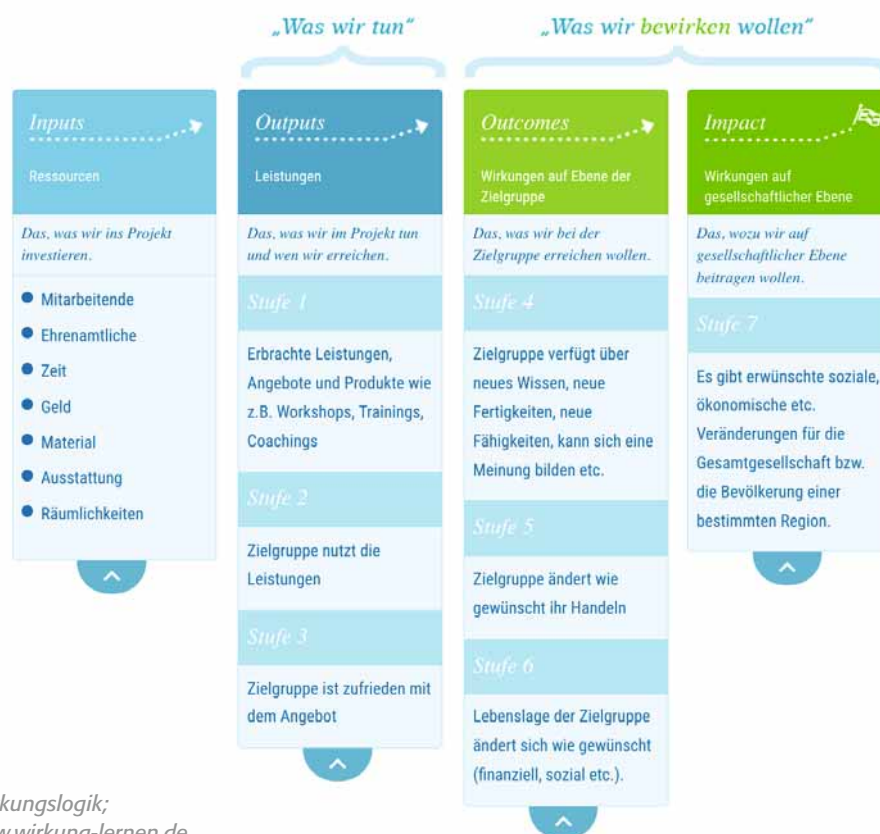 „Was wir tun“
„Was wir bewirken wollen“
Inputs
Ressourcen
Das, was wir ins Projekt
investieren.
Mitarbeitende
Ehrenamtliche
Zeit
Geld
Material
Ausstattung
Räumlichkeiten
Outputs
Leistungen
Das, was wir im Projekt tun
und wen wir erreichen.
Stufe 1
Erbrachte Leistungen,
Angebote und Produkte wie
z.B. Workshops, Trainings,
Coachings
Stufe 2
Zielgruppe nutzt die
Leistungen
Stufe 3
Zielgruppe ist zufrieden mit
dem Angebot
Outcomes
Wirkungen auf Ebene der
Zielgruppe
Das, was wir bei der
Zielgruppe erreichen wollen.
Stufe 4
Zielgruppe verfügt über
neues Wissen, neue
Fertigkeiten, neue
Fähigkeiten, kann sich eine
Meinung bilden etc.
Stufe 5
Zielgruppe ändert wie
gewünscht ihr Handeln
Stufe 6
Lebenslage der Zielgruppe
ändert sich wie gewünscht
(finanziell, sozial etc.).
Impact
Wirkungen auf
gesellschaftlicher Ebene
Das, wozu wir auf
gesellschaftlicher Ebene
beitragen wollen.
Stufe 7
Es gibt erwünschte soziale,
ökonomische etc.
Veränderungen für die
Gesamtgesellschaft bzw.
die Bevölkerung einer
bestimmten Region.
kungslogik;
w.wirkung-lernen.de